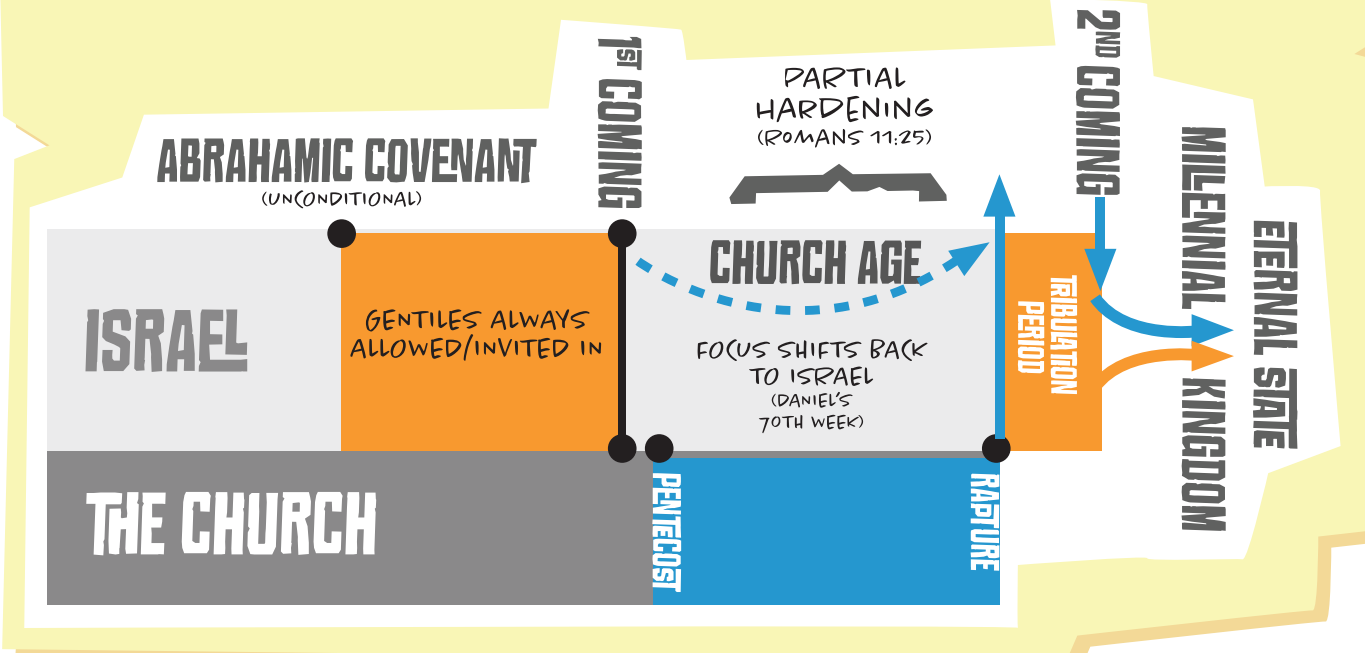 ABRAHAMIC COVENANT
(UNCONDITIONAL)
1ST COMING
PARTIAL
HARDENING
(ROMANS 11:25)
2ND COMING
MILLENNIAL KINGDOM
ETERNAL STATE
ISRAEL
GENTILES ALWAYS
ALLOWED/INVITED IN
CHURCH AGE
FOCUS SHIFTS BACK
TO ISRAEL
(DANIEL'S
70TH WEEK)
TRIBULATION
PERIOD
THE CHURCH
PENTECOST
RAPTURE